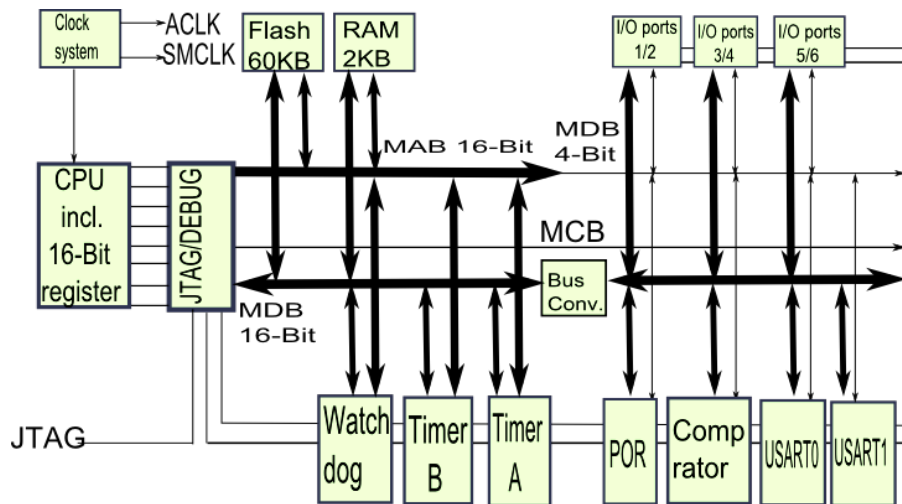 Clock
system
ACLK
SMCLK
Flash
60KB
RAM
2KB
I/O ports
1/2
I/O ports
3/4
I/O ports
5/6
MAB 16-Bit
MDB
4-Bit
CPU
incl.
16-Bit
register
JTAG/DEBUG
MCB
MDB
16-Bit
Bus
Conv.
JTAG
Watch
dog
Timer
B
Timer
A
POR
Comp
rator
USART0
USART1